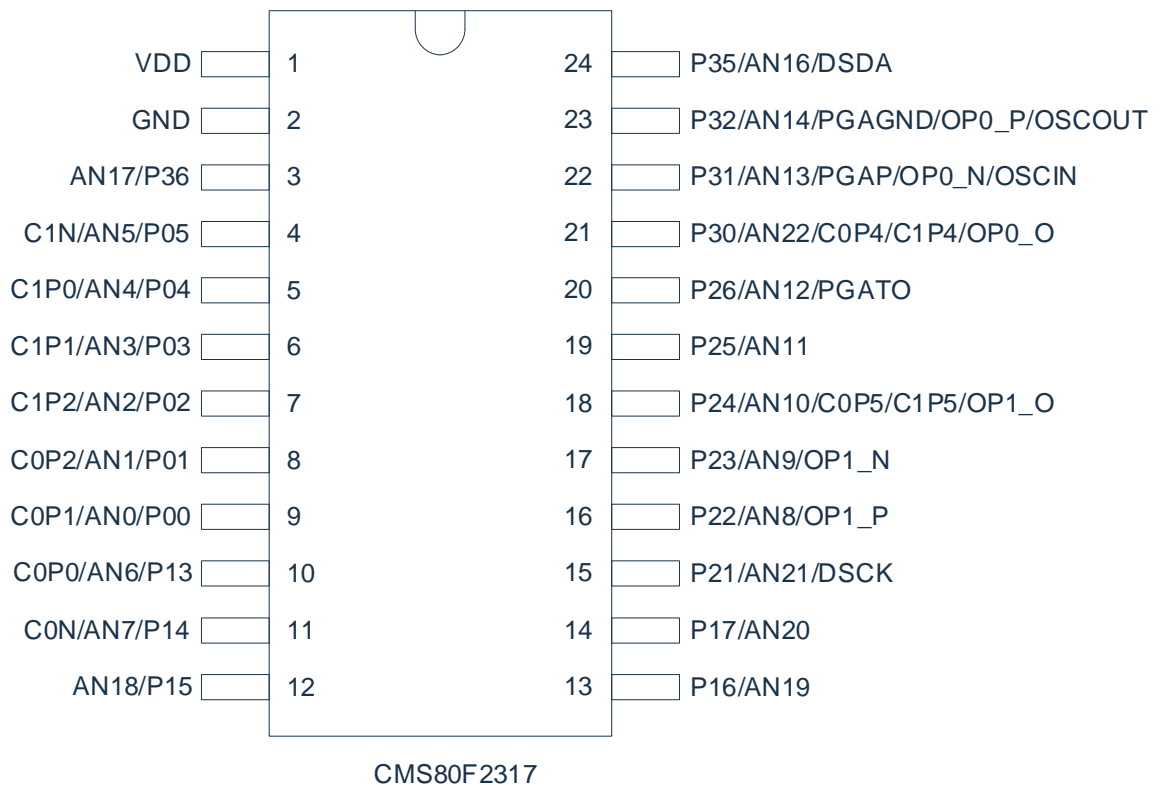 VDD 1 24 P35/AN16/DSDA
GND 2 23 P32/AN14/PGAGND/OP0_P/OSCOUT
AN17/P36 3 22 P31/AN13/PGAP/OP0_N/OSCIN
C1N/AN5/P05 4 21 P30/AN22/C0P4/C1P4/OP0_O
C1P0/AN4/P04 5 20 P26/AN12/PGATO
C1P1/AN3/P03 6 19 P25/AN11
C1P2/AN2/P02 7 18 P24/AN10/C0P5/C1P5/OP1_O
C0P2/AN1/P01 8 17 P23/AN9/OP1_N
C0P1/AN0/P00 9 16 P22/AN8/OP1_P
C0P0/AN6/P13 10 15 P21/AN21/DSCK
C0N/AN7/P14 11 14 P17/AN20
AN18/P15 12 13 P16/AN19
CMS80F2317